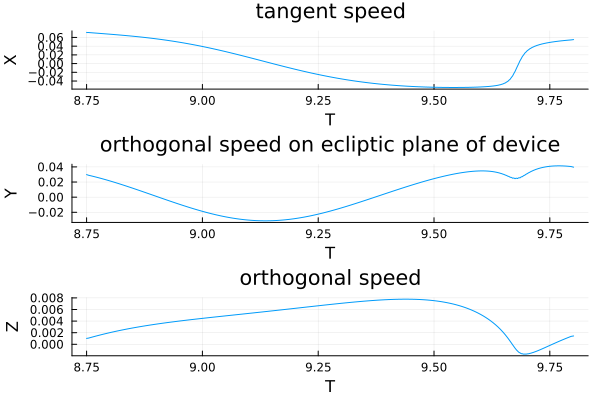 tangent speed
X
0.06
0.04
0.02
0.00
−0.02
−0.04
8.75 9.00 9.25 9.50 9.75
T
orthogonal speed on ecliptic plane of device
Y
0.04
0.02
0.00
−0.02
8.75 9.00 9.25 9.50 9.75
T
orthogonal speed
Z
0.008
0.006
0.004
0.002
0.000
8.75 9.00 9.25 9.50 9.75
T